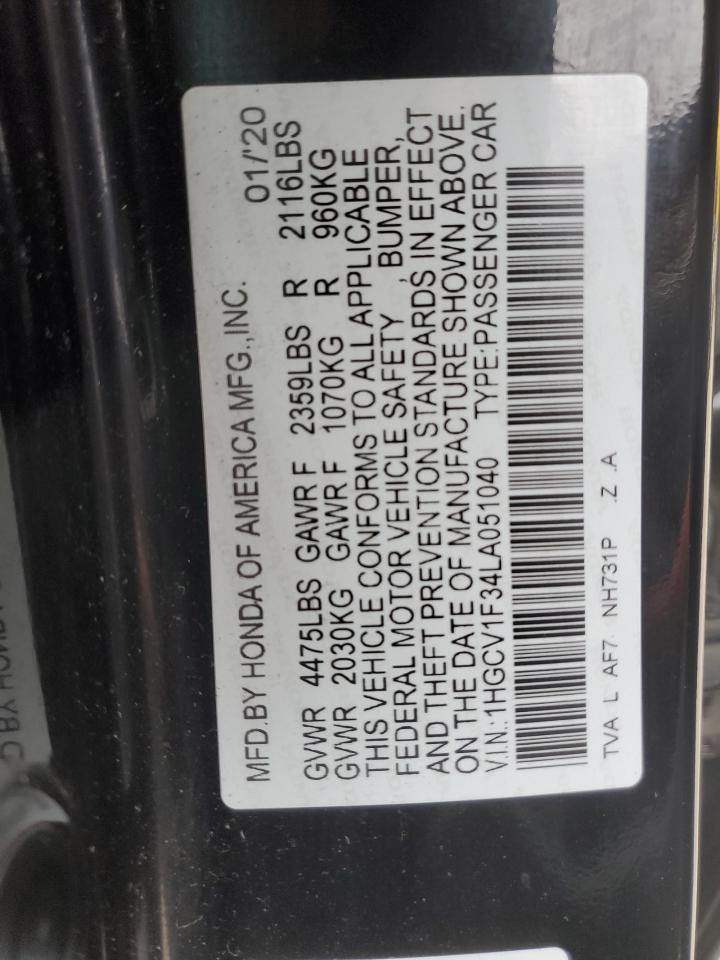 MFD.BY HONDA OF AMERICA MFG.,INC. 01/'20
GVWR 4475LBS GAWR F 2359LBS R 2116LBS
GVWR 2030KG GAWR F 1070KG R 960KG
THIS VEHICLE CONFORMS TO ALL APPLICABLE
FEDERAL MOTOR VEHICLE SAFETY , BUMPER,
AND THEFT PREVENTION STANDARDS IN EFFECT
ON THE DATE OF MANUFACTURE SHOWN ABOVE.
V.I.N.:1HGCV1F34LA051040 TYPE:PASSENGER CAR
TVA L AF7. NH731P .Z .A